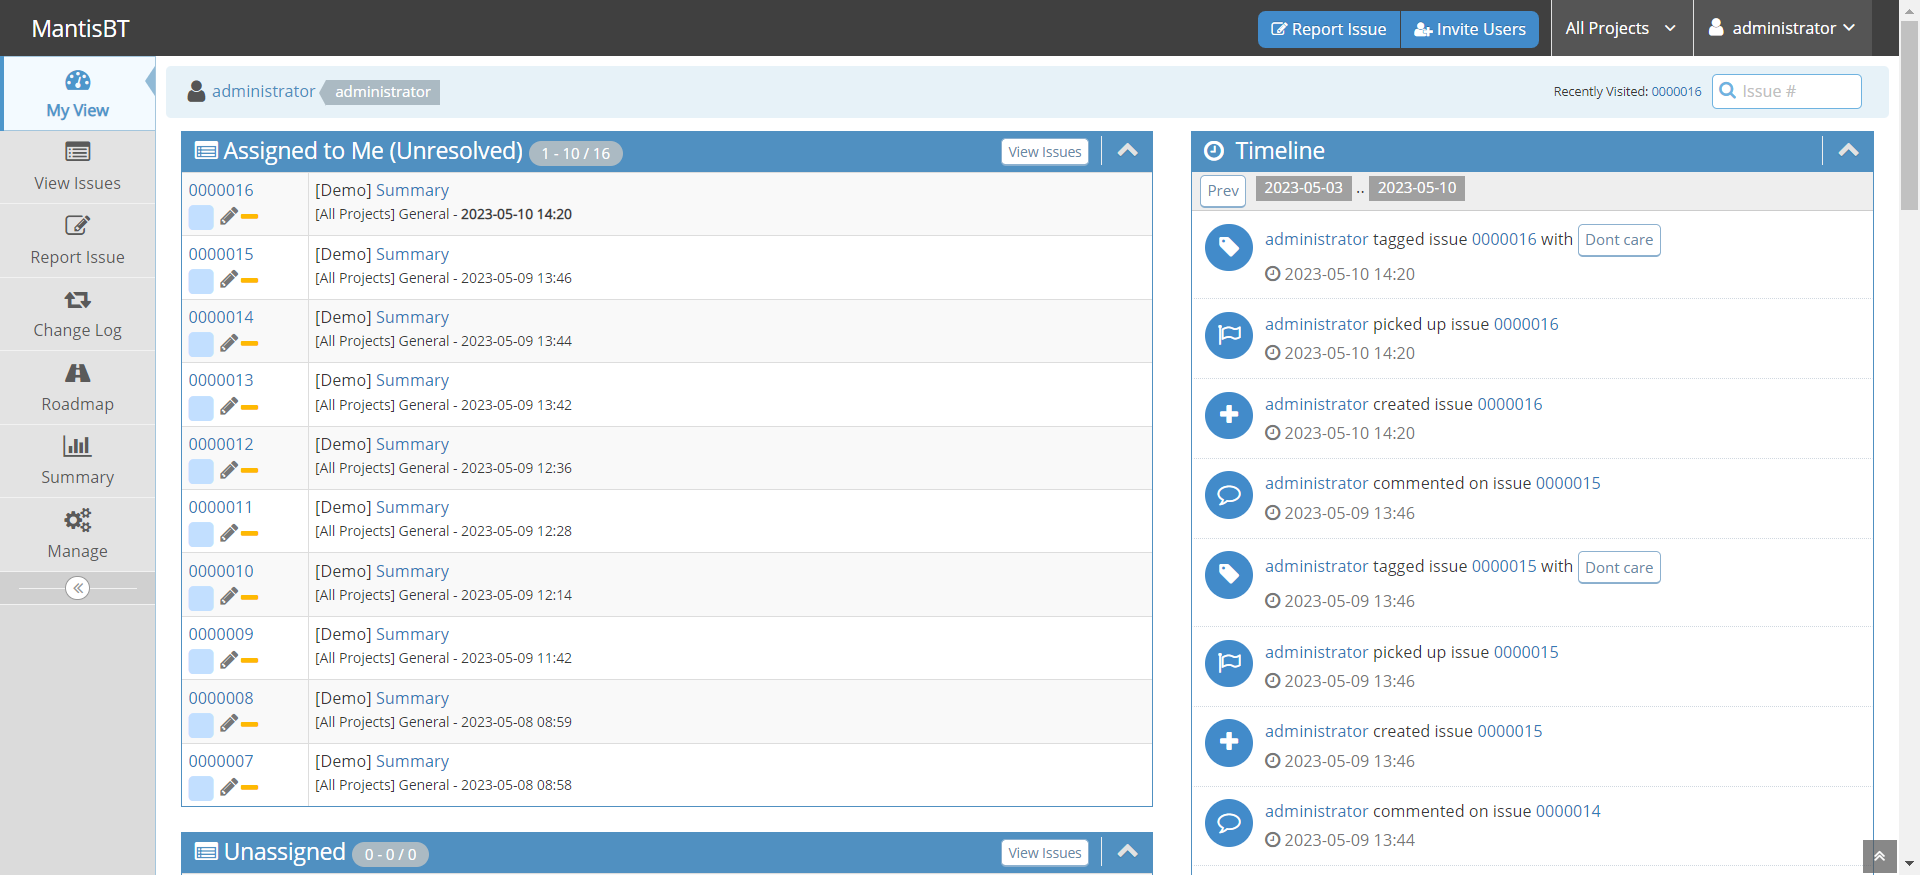 MantisBT
Report Issue
Invite Users
All Projects
administrator
My View
View Issues
Report Issue
Change Log
Roadmap
Summary
Manage
administrator administrator
Recently Visited: 0000016
Issue #
Assigned to Me (Unresolved) 1 - 10 / 16
View Issues
0000016 [Demo] Summary
[All Projects] General - 2023-05-10 14:20
0000015 [Demo] Summary
[All Projects] General - 2023-05-09 13:46
0000014 [Demo] Summary
[All Projects] General - 2023-05-09 13:44
0000013 [Demo] Summary
[All Projects] General - 2023-05-09 13:42
0000012 [Demo] Summary
[All Projects] General - 2023-05-09 12:36
0000011 [Demo] Summary
[All Projects] General - 2023-05-09 12:28
0000010 [Demo] Summary
[All Projects] General - 2023-05-09 12:14
0000009 [Demo] Summary
[All Projects] General - 2023-05-09 11:42
0000008 [Demo] Summary
[All Projects] General - 2023-05-08 08:59
0000007 [Demo] Summary
[All Projects] General - 2023-05-08 08:58
Unassigned 0 - 0 / 0
View Issues
Timeline
Prev 2023-05-03 .. 2023-05-10
administrator tagged issue 0000016 with Dont care
2023-05-10 14:20
administrator picked up issue 0000016
2023-05-10 14:20
administrator created issue 0000016
2023-05-10 14:20
administrator commented on issue 0000015
2023-05-09 13:46
administrator tagged issue 0000015 with Dont care
2023-05-09 13:46
administrator picked up issue 0000015
2023-05-09 13:46
administrator created issue 0000015
2023-05-09 13:46
administrator commented on issue 0000014
2023-05-09 13:44